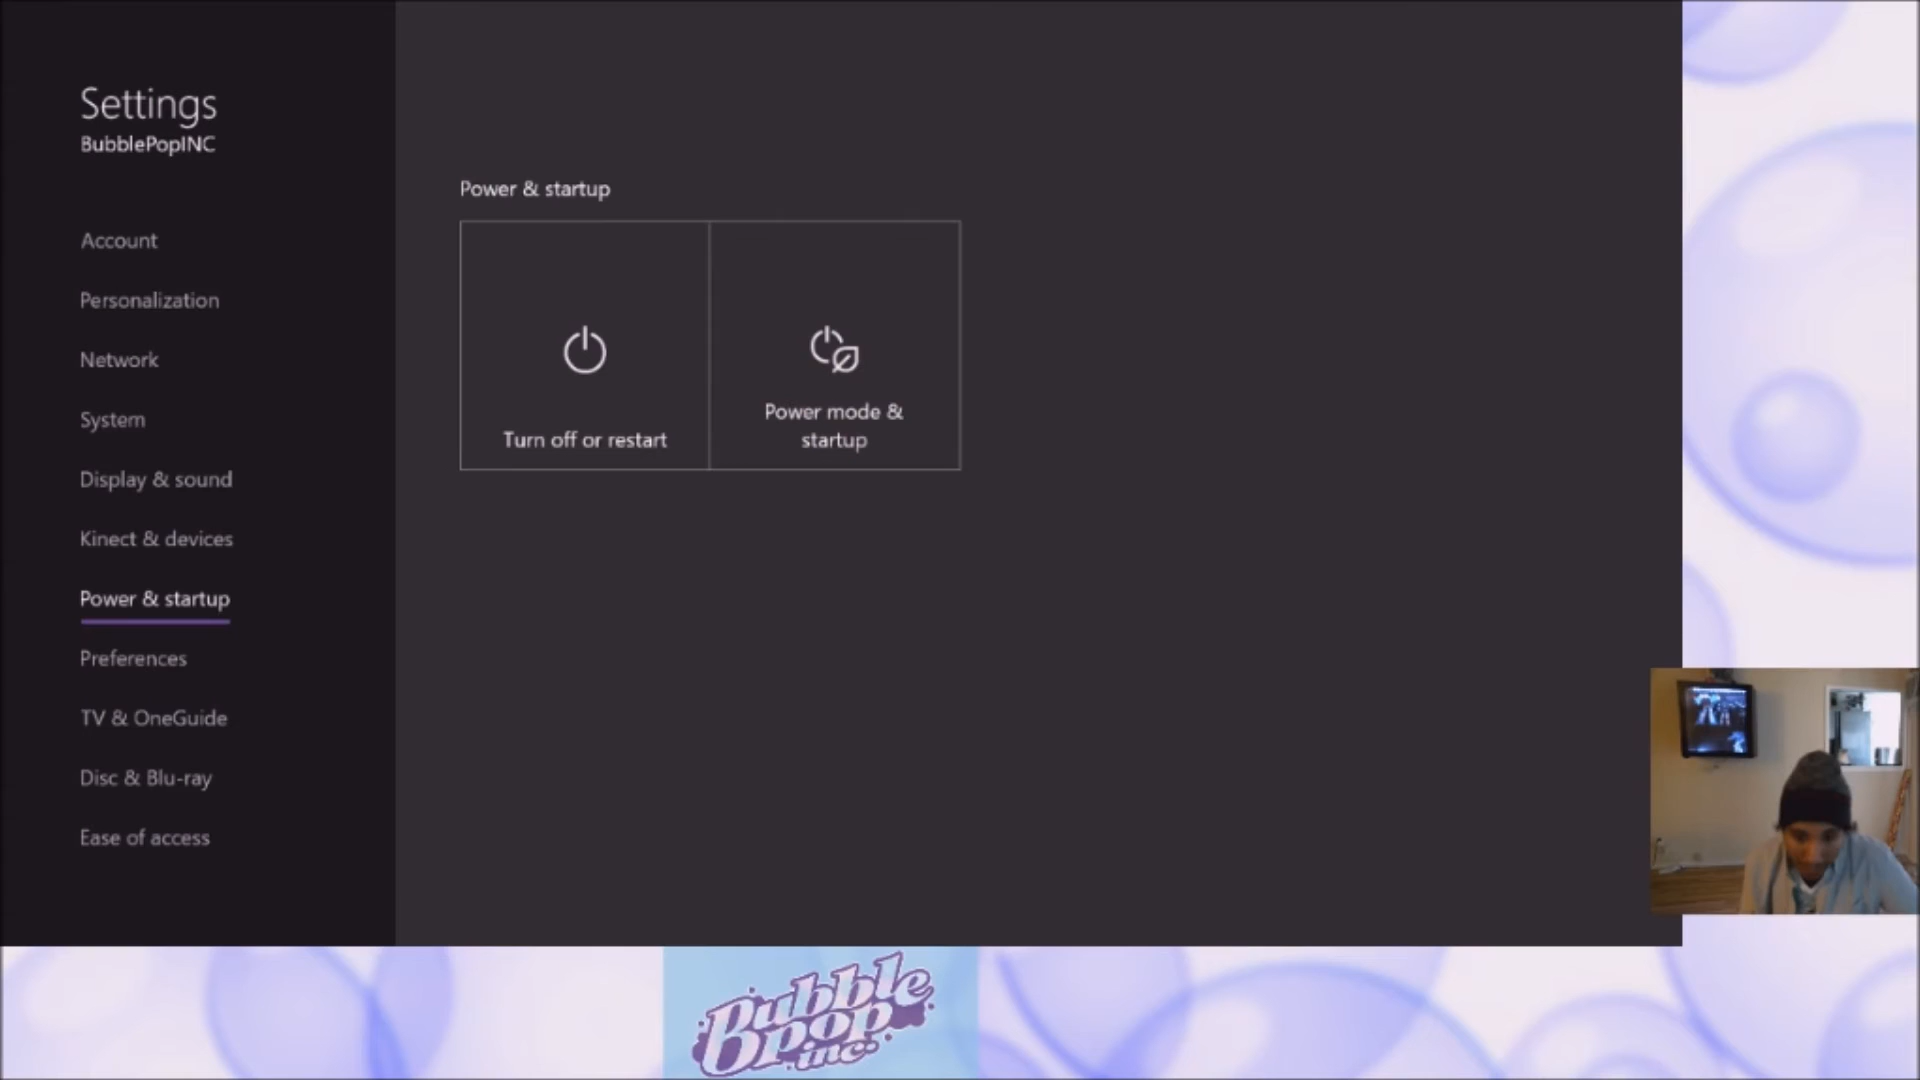 Settings
BubblePopINC
Account
Personalization
Network
System
Display & sound
Kinect & devices
Power & startup
Preferences
TV & OneGuide
Disc & Blu-ray
Ease of access
Power & startup
Turn off or restart
Power mode &
startup
Bubble
Pop
inc.